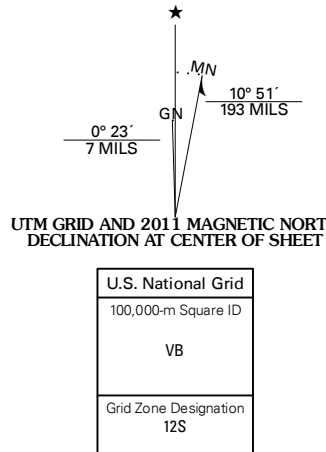 ★
MN
GN
0° 23´
7 MILS
10° 51´
193 MILS
UTM GRID AND 2011 MAGNETIC NORT
DECLINATION AT CENTER OF SHEET
U.S. National Grid
100,000-m Square ID
VB
Grid Zone Designation
12S